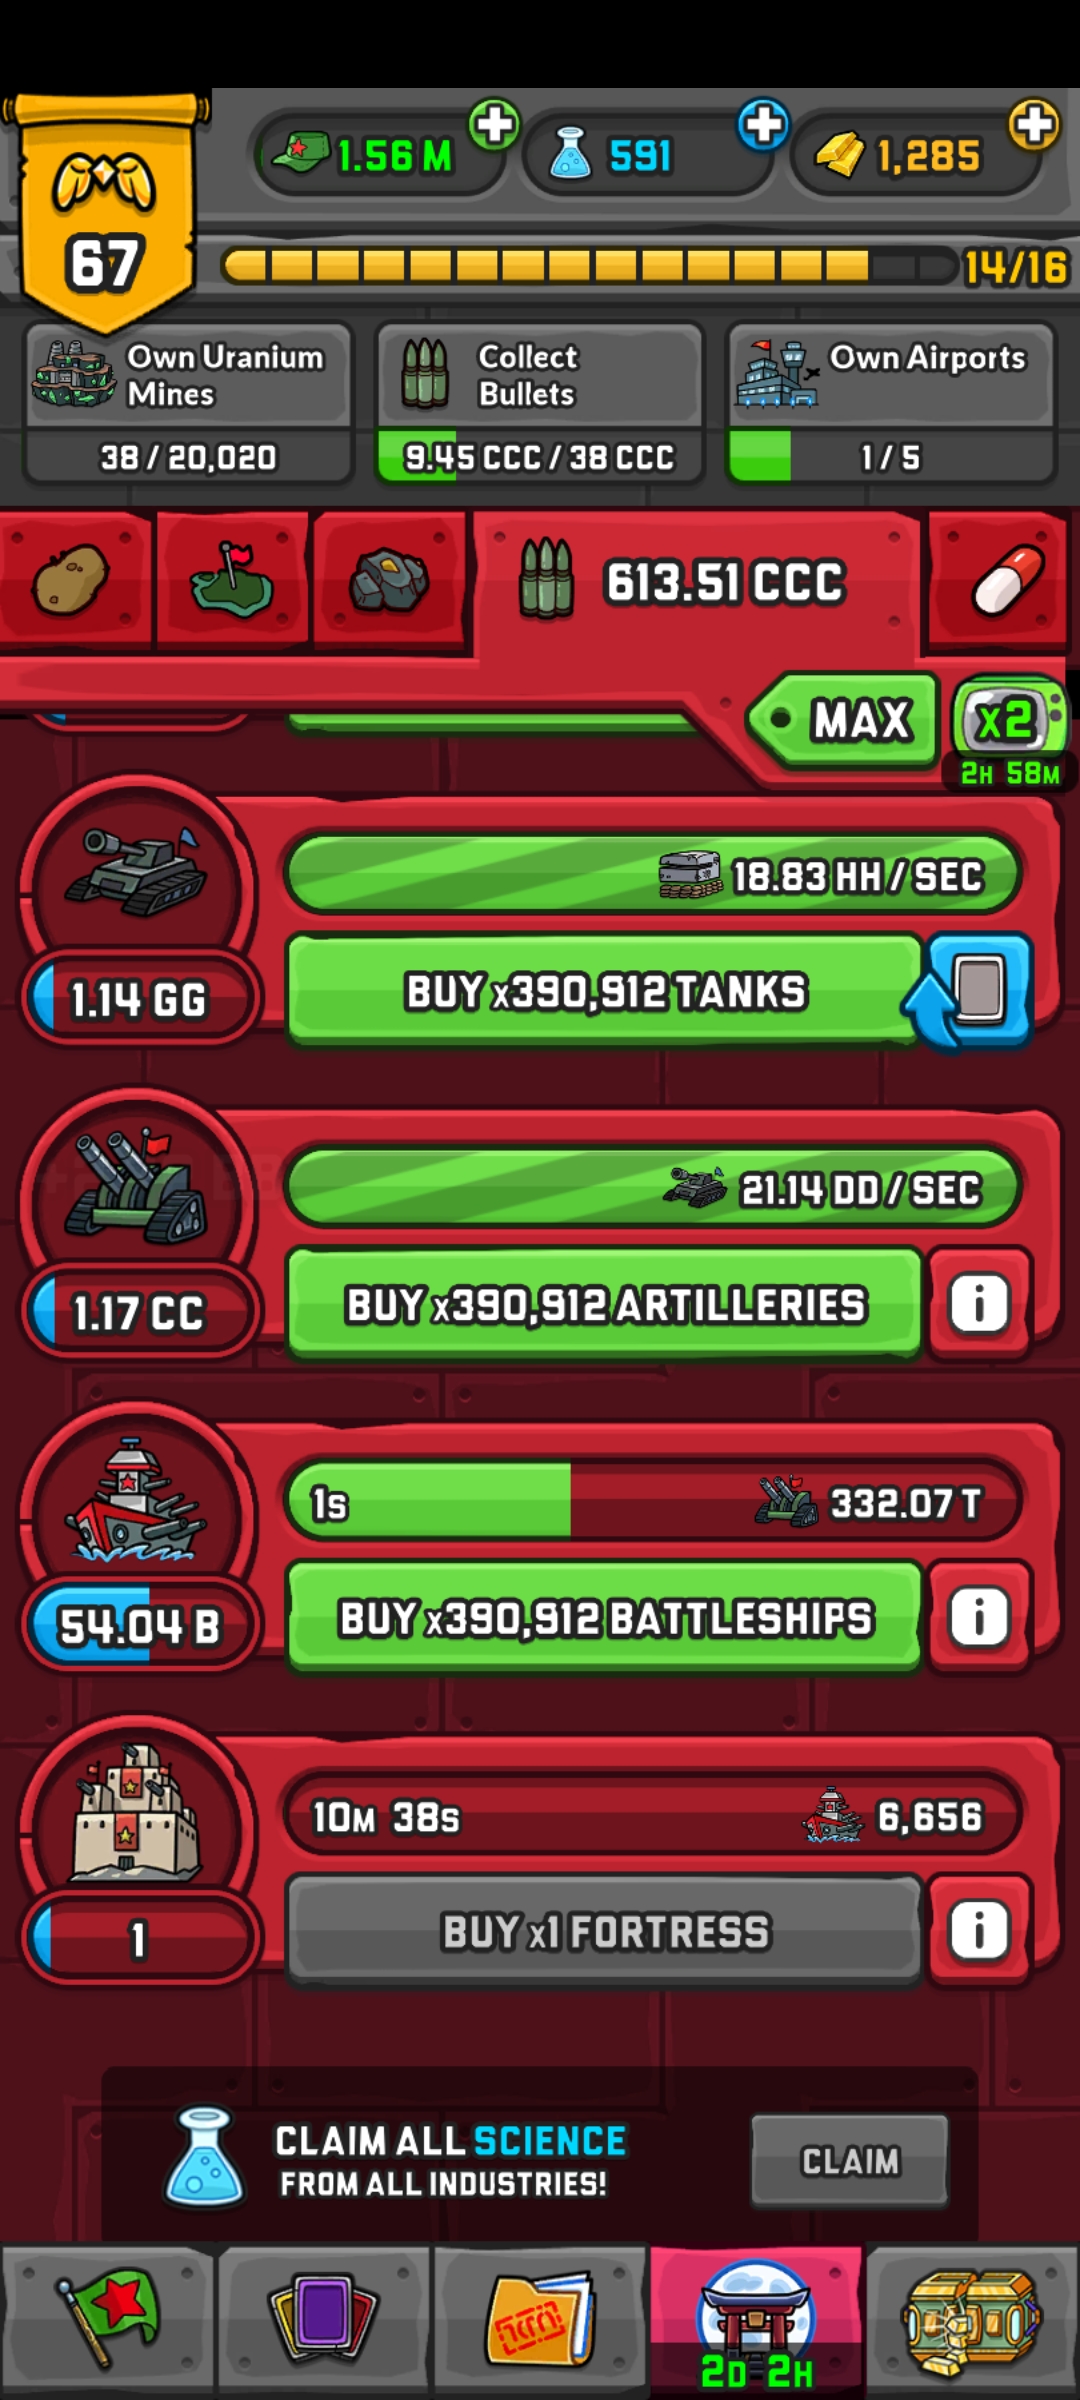 1.56 M
591
1,285
67
14/16
Own Uranium
Mines
38 / 20,020
Collect
Bullets
9.45 CCC / 38 CCC
Own Airports
1 / 5
613.51 CCC
MAX
x2
2H 58M
18.83 HH / SEC
1.14 GG
BUY x390,912 TANKS
21.14 DD / SEC
1.17 CC
BUY x390,912 ARTILLERIES
i
1s
332.07 T
54.04 B
BUY x390,912 BATTLESHIPS
i
10M 38s
6,656
1
BUY x1 FORTRESS
i
CLAIM ALL SCIENCE
FROM ALL INDUSTRIES!
CLAIM
2D 2H